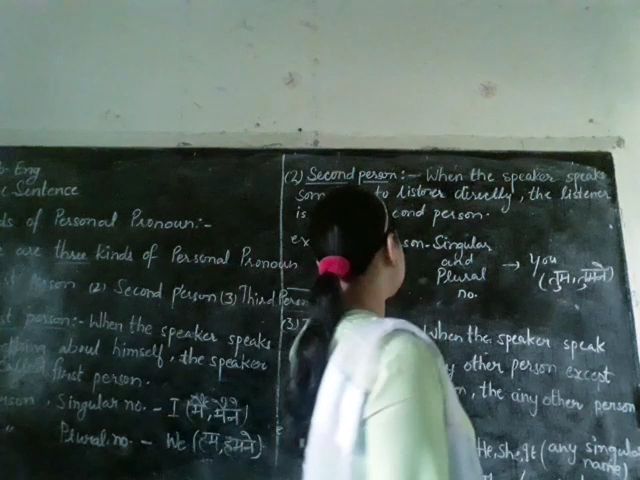 Eng
Sentence
ds of Personal Pronoun:-
are three kinds of Personal Pronoun
person (2) Second person (3) Third Person
person:- When the speaker speaks
thing about himself, the speaker
first person.
erson, Singular no. - I (मैं, मैंने)
" Plural no. - We (हम, हमने)
(2) Second person:- When the speaker speaks
som to listener directly, the listener
is cond person.
ex son- Singular
and
Plural
no.
→ You
(तुम, तुमने)
(3) When the speaker speak
y other person except
, the any other person
He, She, It (any singular
name)